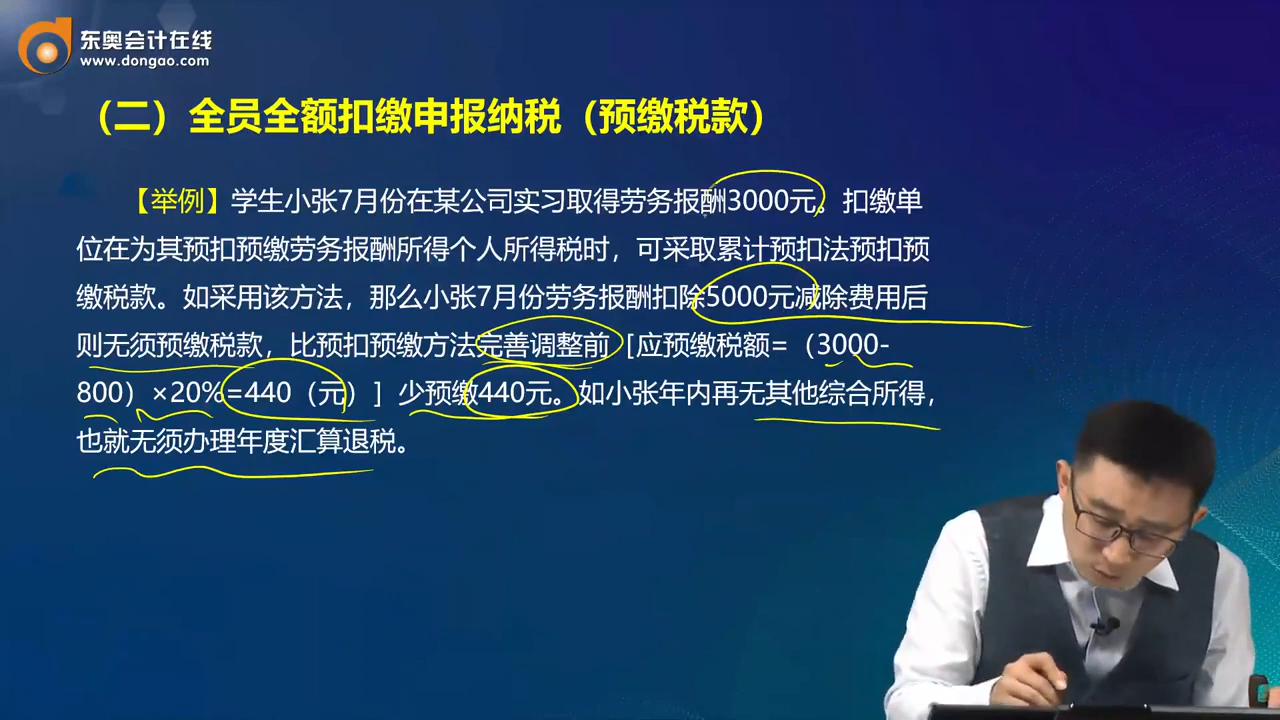 东奥会计在线
www.dongao.com
（二）全员全额扣缴申报纳税（预缴税款）
【举例】学生小张7月份在某公司实习取得劳务报酬3000元。扣缴单
位在为其预扣预缴劳务报酬所得个人所得税时，可采取累计预扣法预扣预
缴税款。如采用该方法，那么小张7月份劳务报酬扣除5000元减除费用后
则无须预缴税款，比预扣预缴方法完善调整前［应预缴税额=（3000-
800）×20%=440（元）］少预缴440元。如小张年内再无其他综合所得，
也就无须办理年度汇算退税。